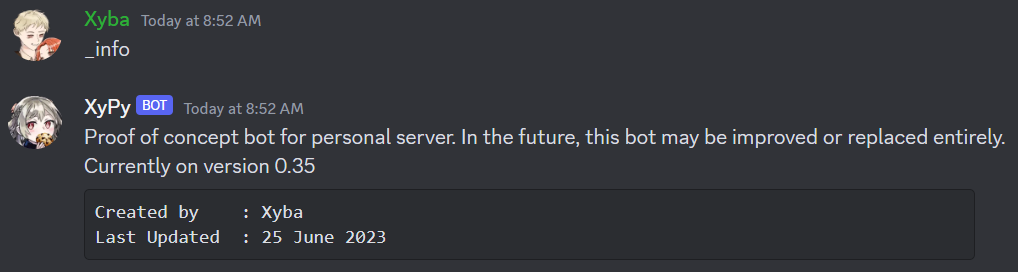 Xyba Today at 8:52 AM
_info
XyPy BOT Today at 8:52 AM
Proof of concept bot for personal server. In the future, this bot may be improved or replaced entirely.
Currently on version 0.35
Created by    : Xyba
Last Updated  : 25 June 2023